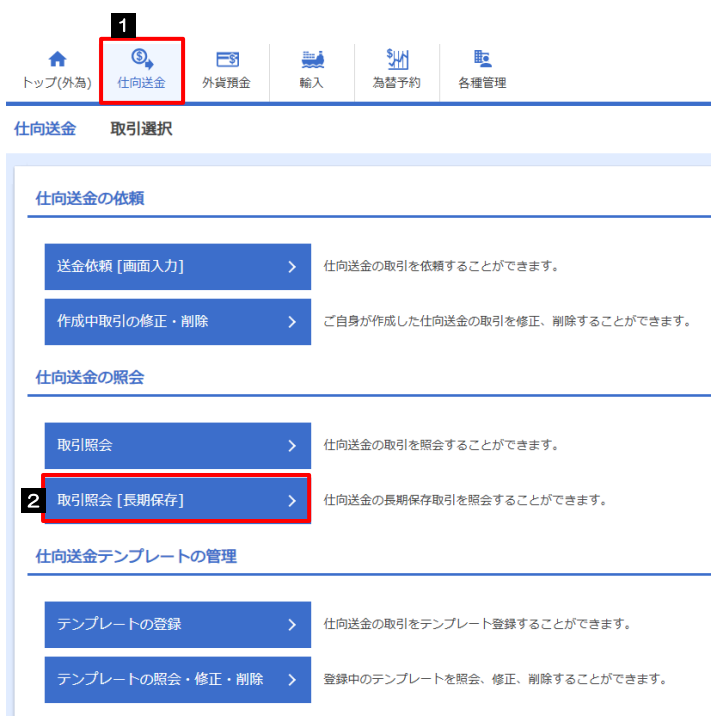 1
トップ(外為) 仕向送金 外貨預金 輸入 為替予約 各種管理
仕向送金 取引選択
仕向送金の依頼
送金依頼 [画面入力] 仕向送金の取引を依頼することができます。
作成中取引の修正・削除 ご自身が作成した仕向送金の取引を修正、削除することができます。
仕向送金の照会
取引照会 仕向送金の取引を照会することができます。
2 取引照会 [長期保存] 仕向送金の長期保存取引を照会することができます。
仕向送金テンプレートの管理
テンプレートの登録 仕向送金の取引をテンプレート登録することができます。
テンプレートの照会・修正・削除 登録中のテンプレートを照会、修正、削除することができます。